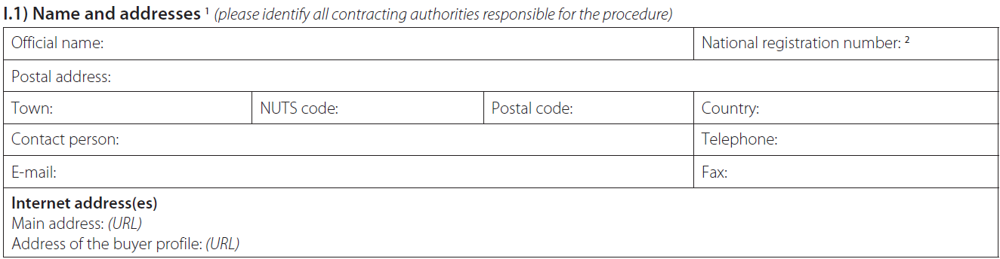 I.1) Name and addresses ¹ (please identify all contracting authorities responsible for the procedure)
Official name: National registration number: ²
Postal address:
Town: NUTS code: Postal code: Country:
Contact person: Telephone:
E-mail: Fax:
Internet address(es)
Main address: (URL)
Address of the buyer profile: (URL)